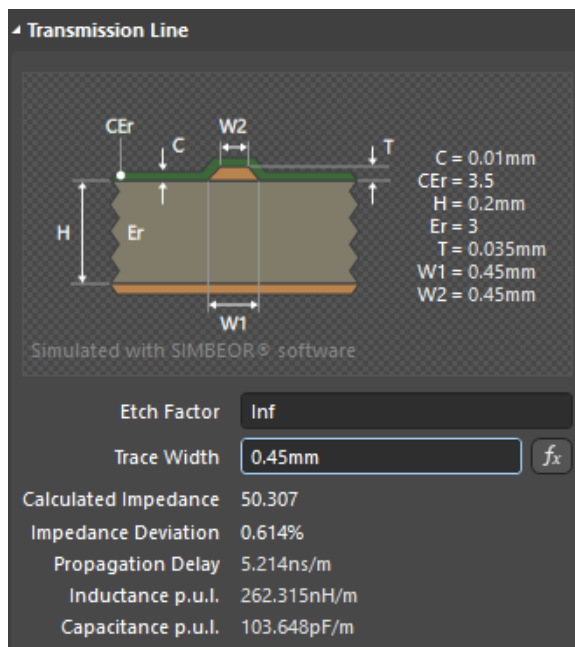 Transmission Line
CEr
C
W2
T
H
Er
W1
C = 0.01mm
CEr = 3.5
H = 0.2mm
Er = 3
T = 0.035mm
W1 = 0.45mm
W2 = 0.45mm
Simulated with SIMBEOR® software
Etch Factor Inf
Trace Width 0.45mm fx
Calculated Impedance 50.307
Impedance Deviation 0.614%
Propagation Delay 5.214ns/m
Inductance p.u.l. 262.315nH/m
Capacitance p.u.l. 103.648pF/m